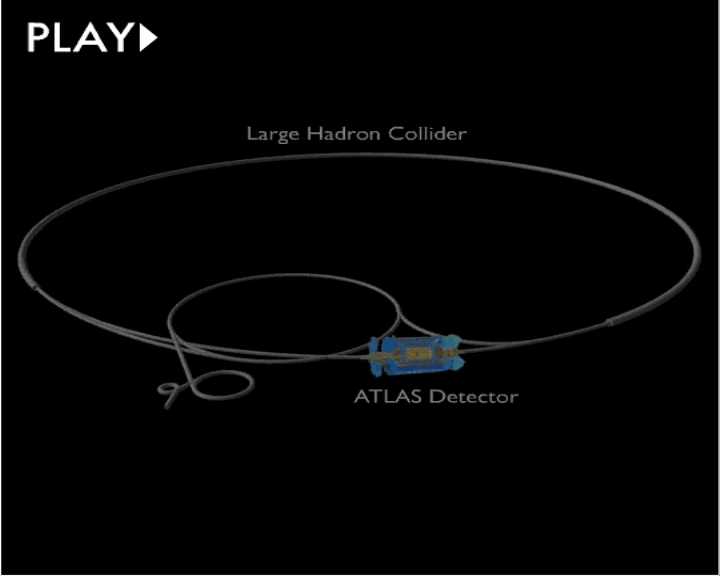 PLAY
Large Hadron Collider
ATLAS Detector